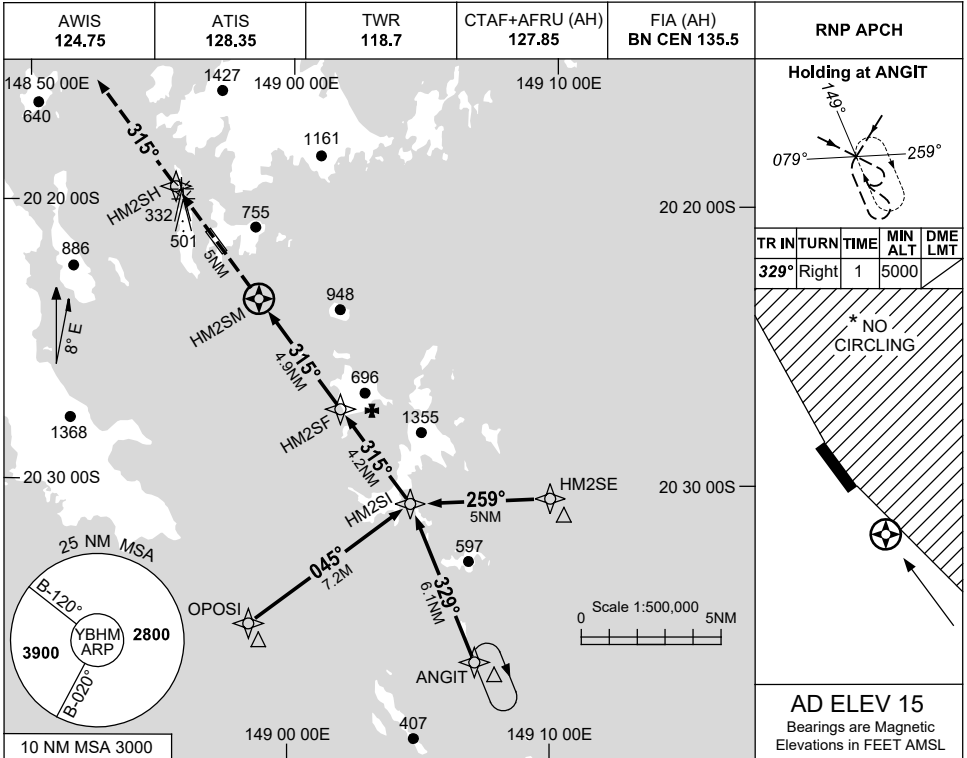 AWIS
124.75
ATIS
128.35
TWR
118.7
CTAF+AFRU (AH)
127.85
FIA (AH)
BN CEN 135.5
RNP APCH
148 50 00E
149 00 00E
149 10 00E
640
1427
1161
315°
HM2SH
20 20 00S
20 20 00S
332
501
755
5NM
886
8° E
HM2SM
948
315°
4.9NM
696
1368
HM2SF
1355
315°
4.2NM
20 30 00S
20 30 00S
HM2SI
259°
5NM
HM2SE
597
045°
7.2M
329°
6.1NM
OPOSI
ANGIT
Scale 1:500,000
0
5NM
25 NM MSA
B-120°
YBHM
ARP
2800
3900
B-020°
407
149 00 00E
149 10 00E
10 NM MSA 3000
Holding at ANGIT
149°
079°
259°
TR IN TURN TIME MIN ALT DME LMT
329° Right 1 5000
* NO
CIRCLING
AD ELEV 15
Bearings are Magnetic
Elevations in FEET AMSL